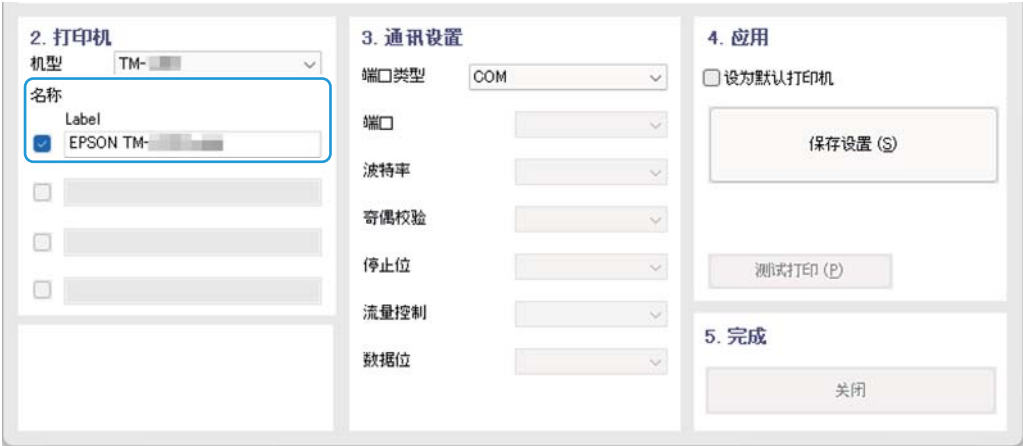 2. 打印机
机型 TM-
名称
Label
EPSON TM-
3. 通讯设置
端口类型 COM
端口
波特率
奇偶校验
停止位
流量控制
数据位
4. 应用
设为默认打印机
保存设置 (S)
测试打印 (P)
5. 完成
关闭